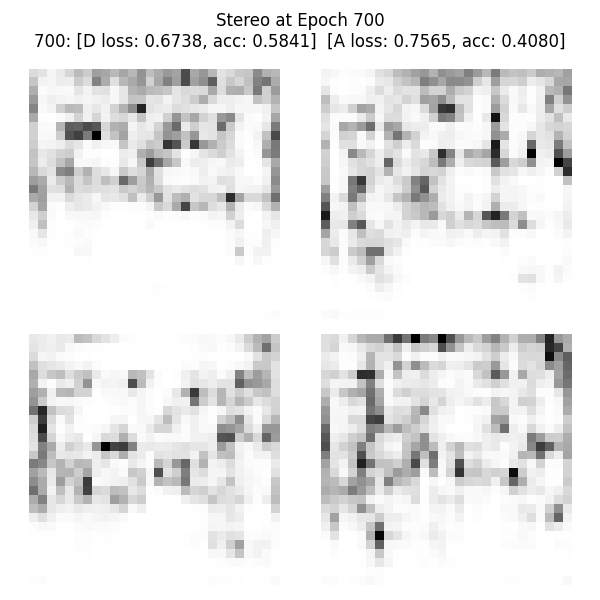 Stereo at Epoch 700
700: [D loss: 0.6738, acc: 0.5841]  [A loss: 0.7565, acc: 0.4080]